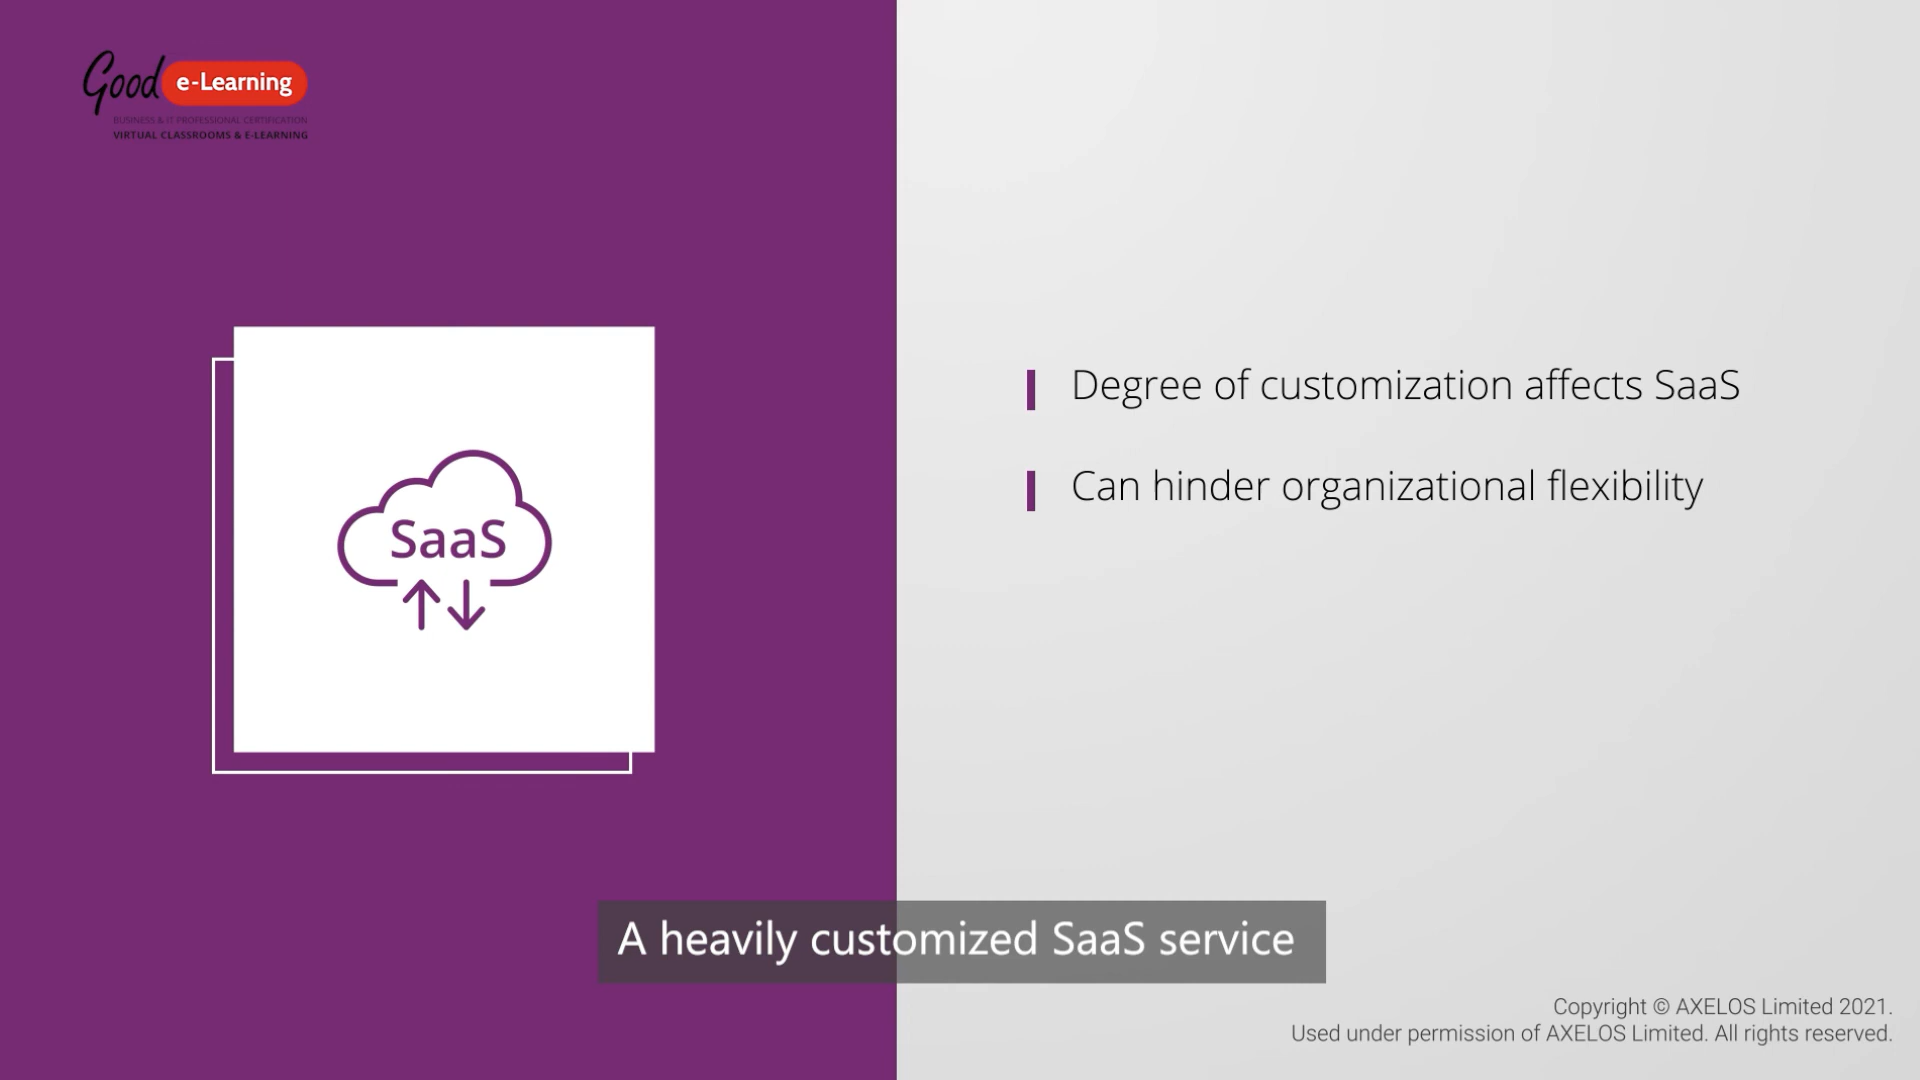 Good e-Learning
BUSINESS & IT PROFESSIONAL CERTIFICATION
VIRTUAL CLASSROOMS & E-LEARNING
SaaS
Degree of customization affects SaaS
Can hinder organizational flexibility
A heavily customized SaaS service
Copyright © AXELOS Limited 2021.
Used under permission of AXELOS Limited. All rights reserved.